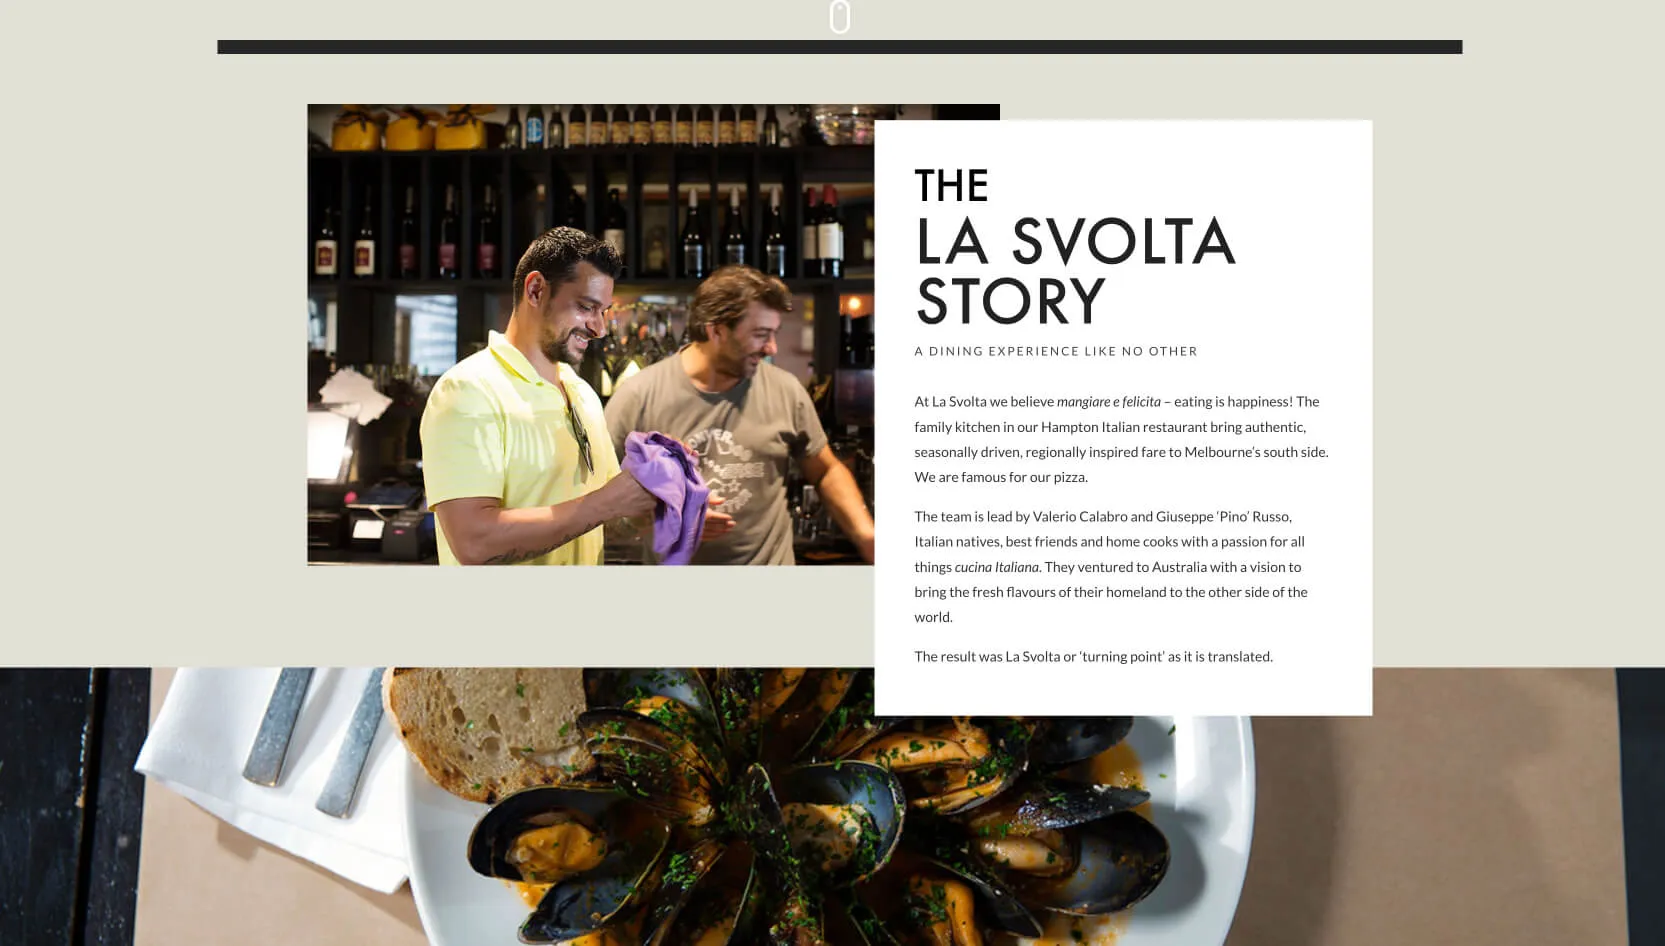 THE
LA SVOLTA
STORY
A DINING EXPERIENCE LIKE NO OTHER
At La Svolta we believe mangiare e felicita – eating is happiness! The
family kitchen in our Hampton Italian restaurant bring authentic,
seasonally driven, regionally inspired fare to Melbourne’s south side.
We are famous for our pizza.
The team is lead by Valerio Calabro and Giuseppe ‘Pino’ Russo,
Italian natives, best friends and home cooks with a passion for all
things cucina Italiana. They ventured to Australia with a vision to
bring the fresh flavours of their homeland to the other side of the
world.
The result was La Svolta or ‘turning point’ as it is translated.